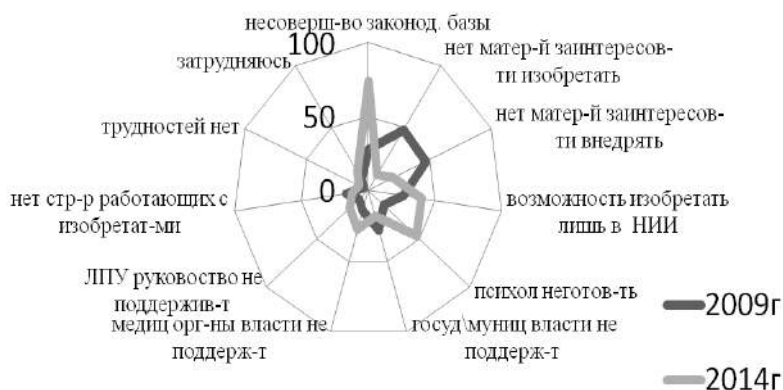 несоверш-во законод. базы
100
нет матер-й заинтересов-
ти изобретать
затрудняюсь
50
нет матер-й заинтересов-
ти внедрять
трудностей нет
0
нет стр-р работающих с
изобретат-ми
возможность изобретать
лишь в НИИ
ЛПУ руковоство не
поддержив-т
психол неготов-ть
медиц орг-ны власти не
поддерж-т
госуд\муниц власти не
поддерж-т
2009г
2014г